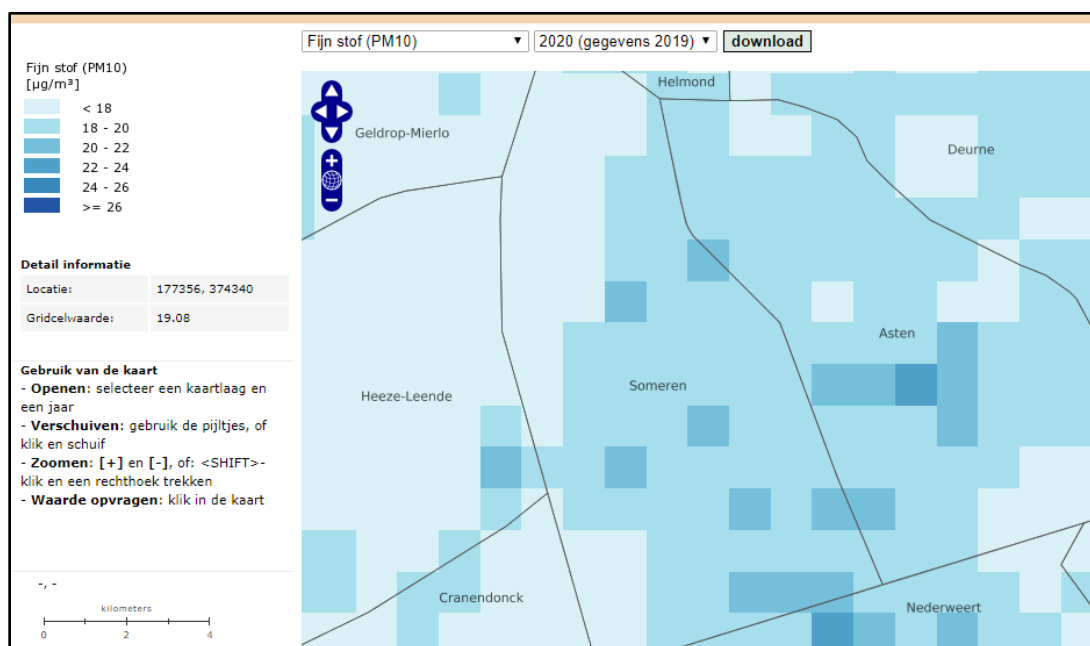 Fijn stof (PM10)
2020 (gegevens 2019)
download
Fijn stof (PM10)
[µg/m³]
< 18
18 - 20
20 - 22
22 - 24
24 - 26
>= 26
Detail informatie
Locatie: 177356, 374340
Gridcelwaarde: 19.08
Gebruik van de kaart
- Openen: selecteer een kaartlaag en
een jaar
- Verschuiven: gebruik de pijltjes, of
klik en schuif
- Zoomen: [+] en [-], of: <SHIFT>-
klik en een rechthoek trekken
- Waarde opvragen: klik in de kaart
-, -
kilometers
0 2 4
Helmond
Geldrop-Mierlo
Deurne
Asten
Someren
Heeze-Leende
Cranendonck
Nederweert